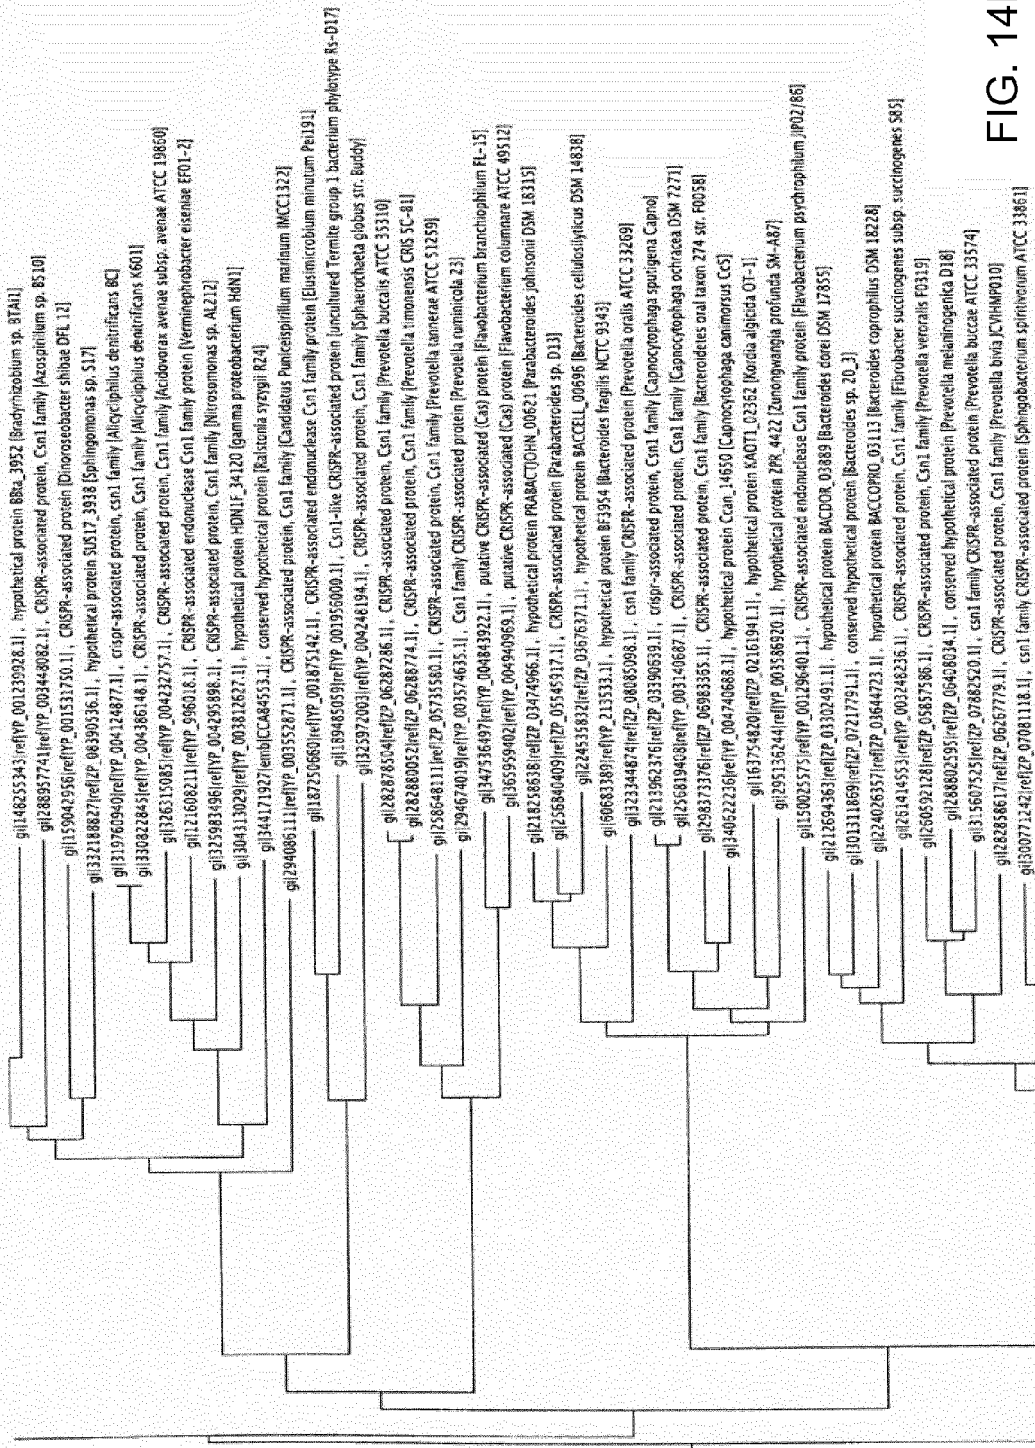 gi|148255343|ref|YP_001239928.1| , hypothetical protein BBta_3952 [Bradyrhizobium sp. BTAi1]
gi|288957741|ref|YP_003448082.1| , CRISPR-associated protein, Csn1 family [Azospirillum sp. B510]
gi|159042956|ref|YP_001531750.1| , CRISPR-associated protein [Dinoroseobacter shibae DFL 12]
gi|332188827|ref|ZP_08390536.1| , hypothetical protein SUS17_3938 [Sphingomonas sp. S17]
gi|319760940|ref|YP_004124877.1| , crispr-associated protein, csn1 family [Alicycliphilus denitrificans BC]
gi|330822845|ref|YP_004386148.1| , CRISPR-associated protein, Csn1 family [Alicycliphilus denitrificans K601]
gi|326315085|ref|YP_004232757.1| , CRISPR-associated protein, Csn1 family [Acidovorax avenae subsp. avenae ATCC 19860]
gi|121608211|ref|YP_996018.1| , CRISPR-associated endonuclease Csn1 family protein [Verminephrobacter eiseniae EF01-2]
gi|325983496|ref|YP_004295898.1| , CRISPR-associated protein, Csn1 family [Nitrosomonas sp. AL212]
gi|304313029|ref|YP_003812627.1| , hypothetical protein HDN1F_34120 [gamma proteobacterium HdN1]
gi|344171927|emb|CCA84553.1| , conserved hypothetical protein [Ralstonia syzygii R24]
gi|294086111|ref|YP_003552871.1| , CRISPR-associated protein, Csn1 family [Candidatus Puniceispirillum marinum IMCC1322]
gi|187250660|ref|YP_001875142.1| , CRISPR-associated endonuclease Csn1 family protein [Elusimicrobium minutum Pei191]
gi|189485059|ref|YP_001956000.1| , Csn1-like CRISPR-associated protein [uncultured Termite group 1 bacterium phylotype Rs-D17]
gi|325972003|ref|YP_004248194.1| , CRISPR-associated protein, Csn1 family [Sphaerochaeta globus str. Buddy]
gi|282878504|ref|ZP_06287286.1| , CRISPR-associated protein, Csn1 family [Prevotella buccalis ATCC 35310]
gi|282880052|ref|ZP_06288774.1| , CRISPR-associated protein, Csn1 family [Prevotella timonensis CRIS 5C-B1]
gi|258648111|ref|ZP_05735580.1| , CRISPR-associated protein, Csn1 family [Prevotella tannerae ATCC 51259]
gi|294674019|ref|YP_003574635.1| , Csn1 family CRISPR-associated protein [Prevotella ruminicola 23]
gi|347536497|ref|YP_004843922.1| , putative CRISPR-associated (Cas) protein [Flavobacterium branchiophilum FL-15]
gi|365959402|ref|YP_004940969.1| , putative CRISPR-associated (Cas) protein [Flavobacterium columnare ATCC 49512]
gi|218258638|ref|ZP_03474966.1| , hypothetical protein PRABACTJOHN_00621 [Parabacteroides johnsonii DSM 18315]
gi|256840409|ref|ZP_05545917.1| , CRISPR-associated protein [Parabacteroides sp. D13]
gi|224535832|ref|ZP_03676371.1| , hypothetical protein BACCELL_00696 [Bacteroides cellulosilyticus DSM 14838]
gi|60683389|ref|YP_213533.1| , hypothetical protein BF3954 [Bacteroides fragilis NCTC 9343]
gi|323344874|ref|ZP_08085098.1| , csn1 family CRISPR-associated protein [Prevotella oralis ATCC 33269]
gi|213962376|ref|ZP_03390639.1| , crispr-associated protein, Csn1 family [Capnocytophaga sputigena Capno]
gi|256819408|ref|YP_003140687.1| , CRISPR-associated protein, Csn1 family [Capnocytophaga ochracea DSM 7271]
gi|298373376|ref|ZP_06983365.1| , CRISPR-associated protein, Csn1 family [Bacteroidetes oral taxon 274 str. F0058]
gi|340622236|ref|YP_004740688.1| , hypothetical protein Ccan_14650 [Capnocytophaga canimorsus Cc5]
gi|163754820|ref|ZP_02161941.1| , hypothetical protein KAOT1_02362 [Kordia algicida OT-1]
gi|295136244|ref|YP_003586920.1| , hypothetical protein ZPR_4422 [Zunongwangia profunda SM-A87]
gi|150025575|ref|YP_001296401.1| , CRISPR-associated endonuclease Csn1 family protein [Flavobacterium psychrophilum JIP02/86]
gi|212694363|ref|ZP_03302491.1| , hypothetical protein BACDOR_03889 [Bacteroides dorei DSM 17855]
gi|301311869|ref|ZP_07217791.1| , conserved hypothetical protein [Bacteroides sp. 20_3]
gi|224026357|ref|ZP_03644723.1| , hypothetical protein BACCOPRO_03113 [Bacteroides coprophilus DSM 18228]
gi|261414553|ref|YP_003248236.1| , CRISPR-associated protein, Csn1 family [Fibrobacter succinogenes subsp. succinogenes S85]
gi|260592128|ref|ZP_05857586.1| , CRISPR-associated protein, Csn1 family [Prevotella veroralis F0319]
gi|288802595|ref|ZP_06408034.1| , conserved hypothetical protein [Prevotella melaninogenica D18]
gi|315607525|ref|ZP_07882520.1| , csn1 family CRISPR-associated protein [Prevotella buccae ATCC 33574]
gi|282858617|ref|ZP_06267779.1| , CRISPR-associated protein, Csn1 family [Prevotella bivia JCVIHMP010]
gi|300771242|ref|ZP_07081118.1| , csn1 family CRISPR-associated protein [Sphingobacterium spiritivorum ATCC 33861]
FIG. 14